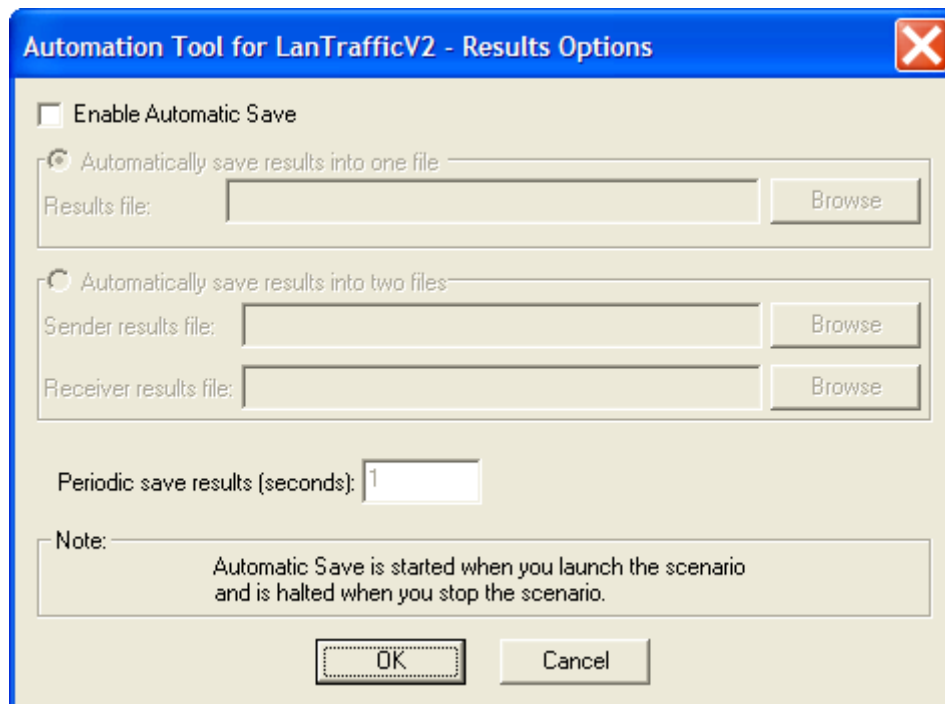 Automation Tool for LanTrafficV2 - Results Options
Enable Automatic Save
Automatically save results into one file
Results file:
Browse
Automatically save results into two files
Sender results file:
Browse
Receiver results file:
Browse
Periodic save results (seconds): 1
Note:
Automatic Save is started when you launch the scenario
and is halted when you stop the scenario.
OK
Cancel